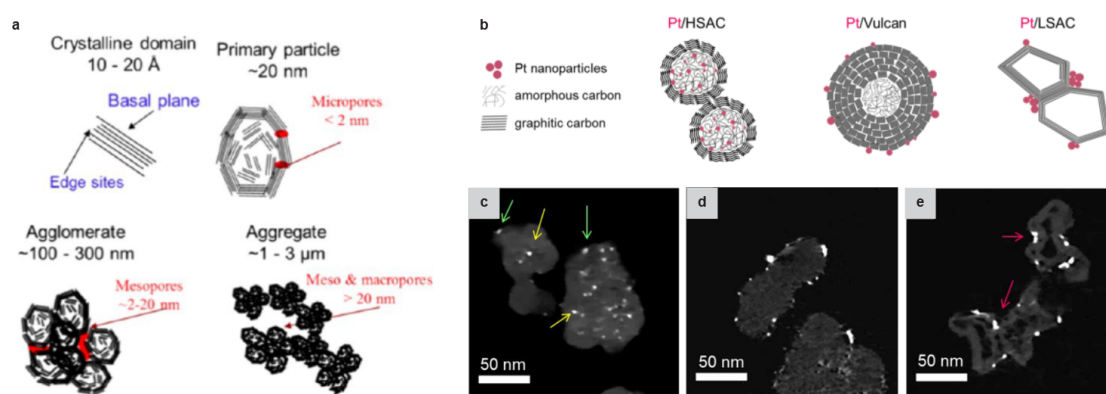 a
Crystalline domain
10 - 20 Å
Basal plane
Edge sites
Primary particle
~20 nm
Micropores
< 2 nm
Agglomerate
~100 - 300 nm
Mesopores
~2-20 nm
Aggregate
~1 - 3 µm
Meso & macropores
> 20 nm
b
Pt/HSAC
Pt/Vulcan
Pt/LSAC
Pt nanoparticles
amorphous carbon
graphitic carbon
c
50 nm
d
50 nm
e
50 nm